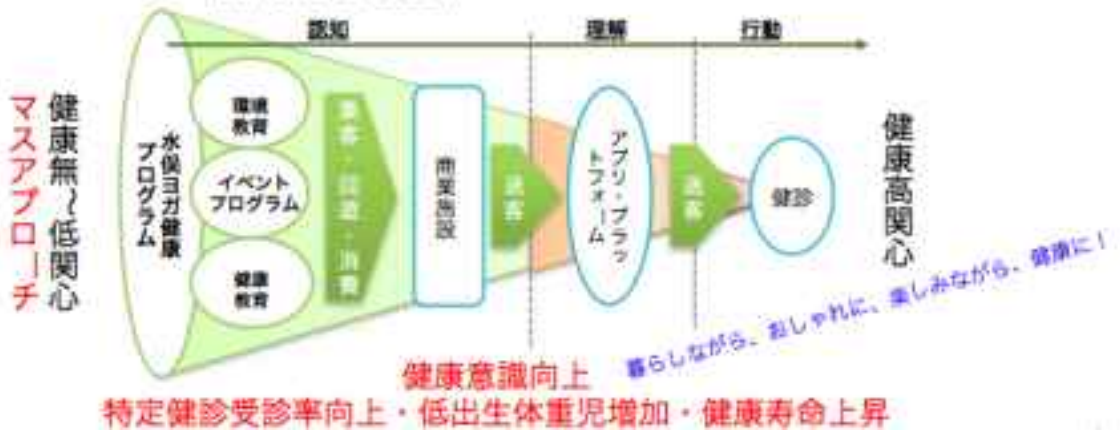 認知
理解
行動
マスアプローチ
健康無~低関心
水俣ヨガ健康
プログラム
環境
教育
イベント
プログラム
健康
教育
商業施設
送客
アプリ・プラッ
トフォーム
送客
健診
健康高関心
暮らしながら、おしゃれに、楽しみながら、健康に!
健康意識向上
特定健診受診率向上・低出生体重児増加・健康寿命上昇